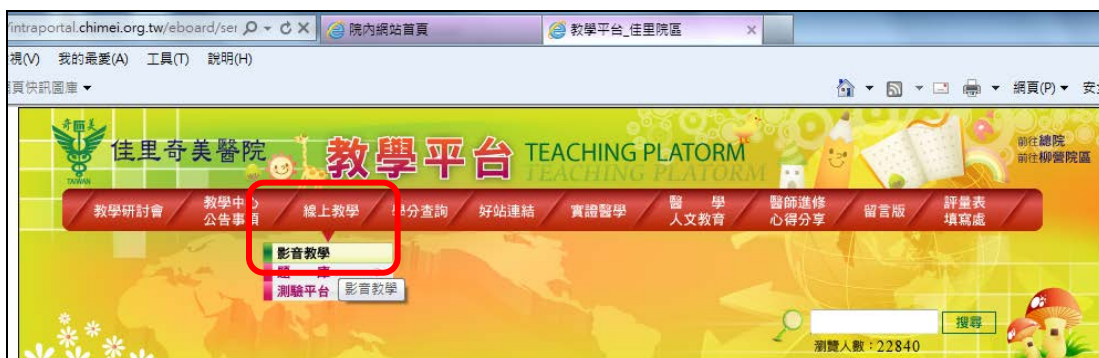 intraportal.chimei.org.tw/eboard/ser
院內網站首頁
教學平台_佳里院區
視(V) 我的最愛(A) 工具(T) 說明(H)
頁快訊圖庫
網頁(P)
奇美
TAIWAN
佳里奇美醫院
教學平台
TEACHING PLATORM
TEACHING PLATORM
前往總院
前往柳營院區
教學研討會
教學中心
公告事項
線上教學
學分查詢
好站連結
實證醫學
醫 學
人文教育
醫師進修
心得分享
留言版
評量表
填寫處
影音教學
題 庫
測驗平台
影音教學
搜尋
瀏覽人數：22840